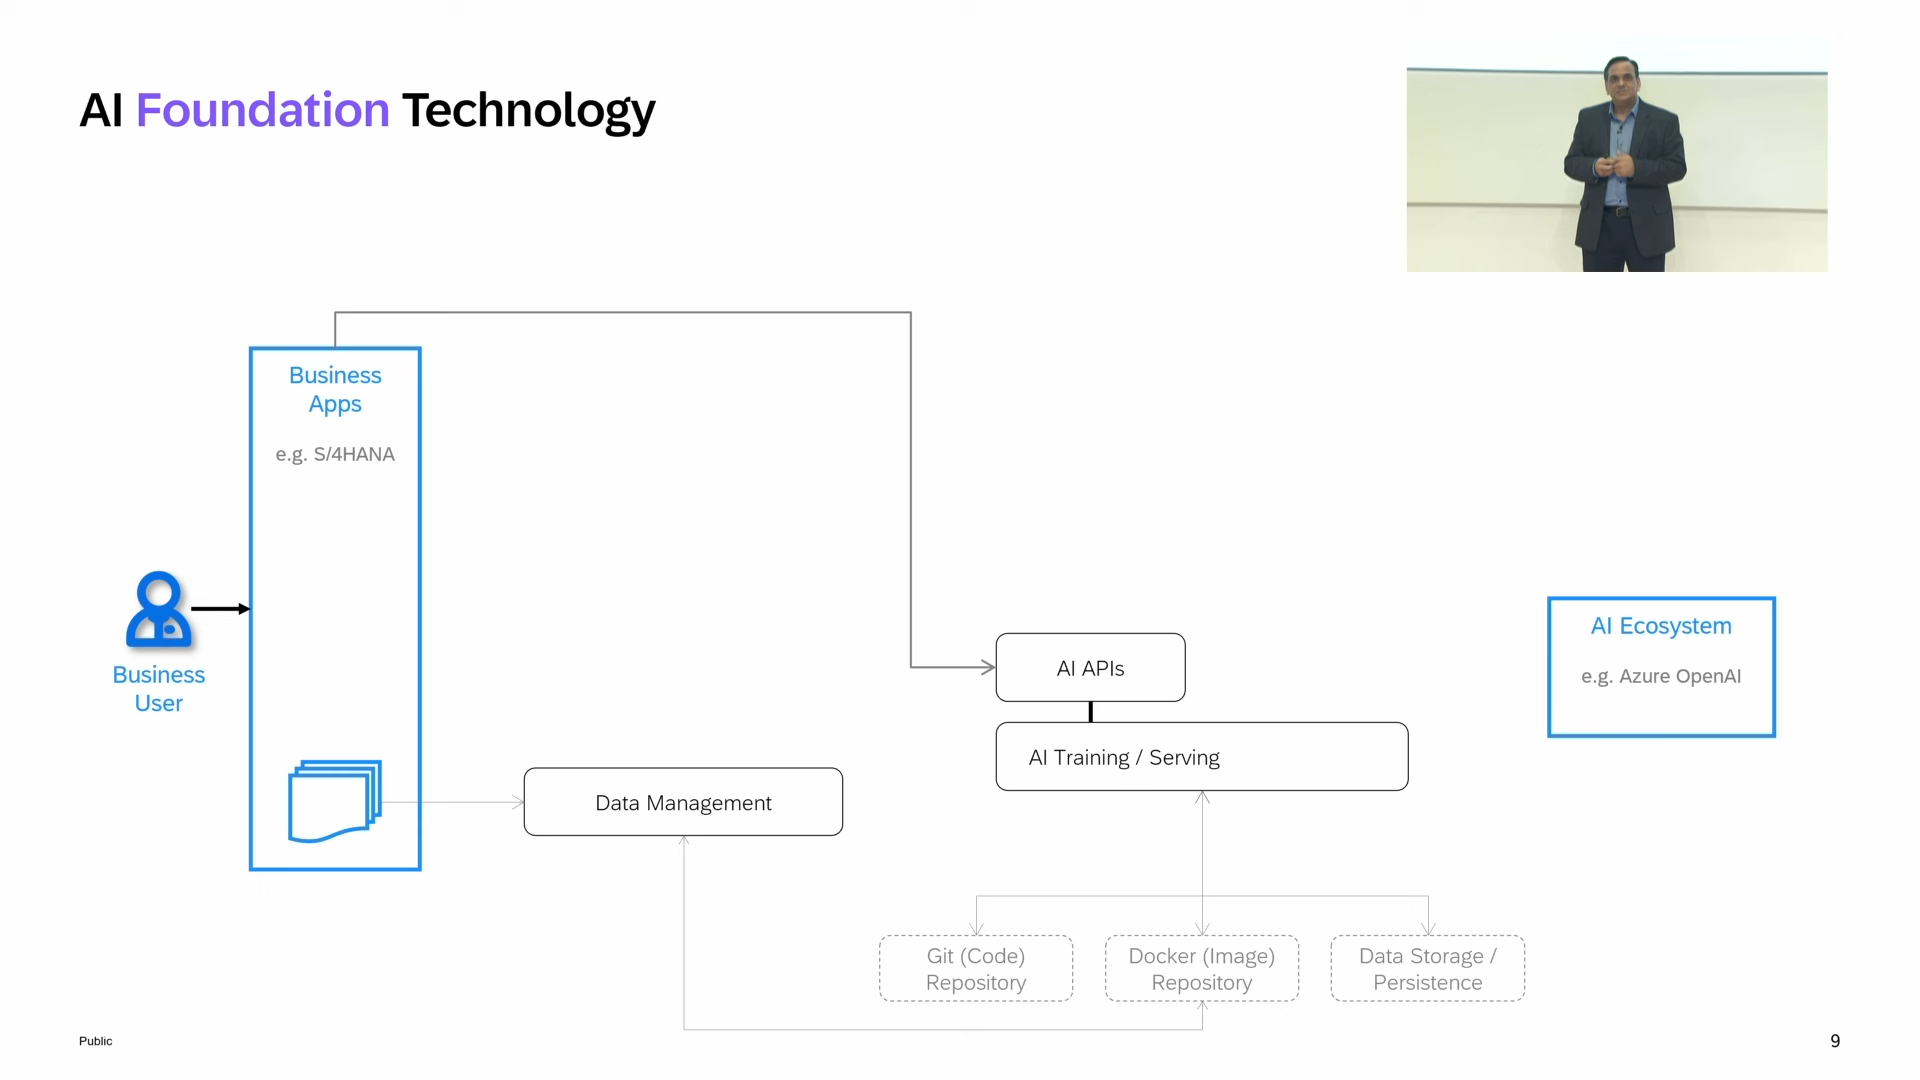 AI Foundation Technology
Business
Apps
e.g. S/4HANA
Business
User
AI APIs
AI Training / Serving
AI Ecosystem
e.g. Azure OpenAI
Data Management
Git (Code)
Repository
Docker (Image)
Repository
Data Storage /
Persistence
Public
9